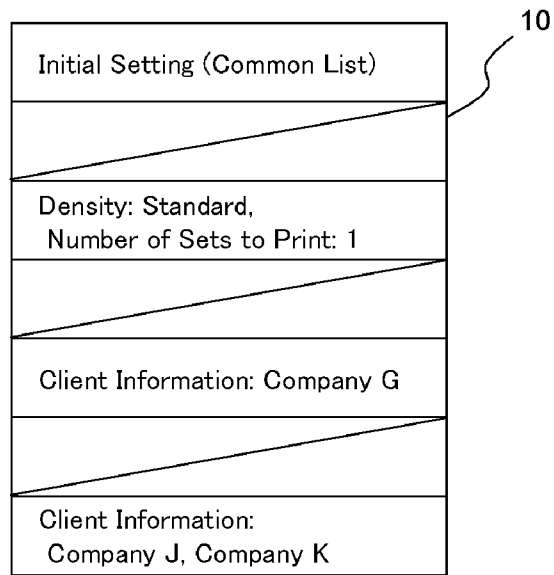 10
Initial Setting (Common List)
Density: Standard,
Number of Sets to Print: 1
Client Information: Company G
Client Information:
Company J, Company K